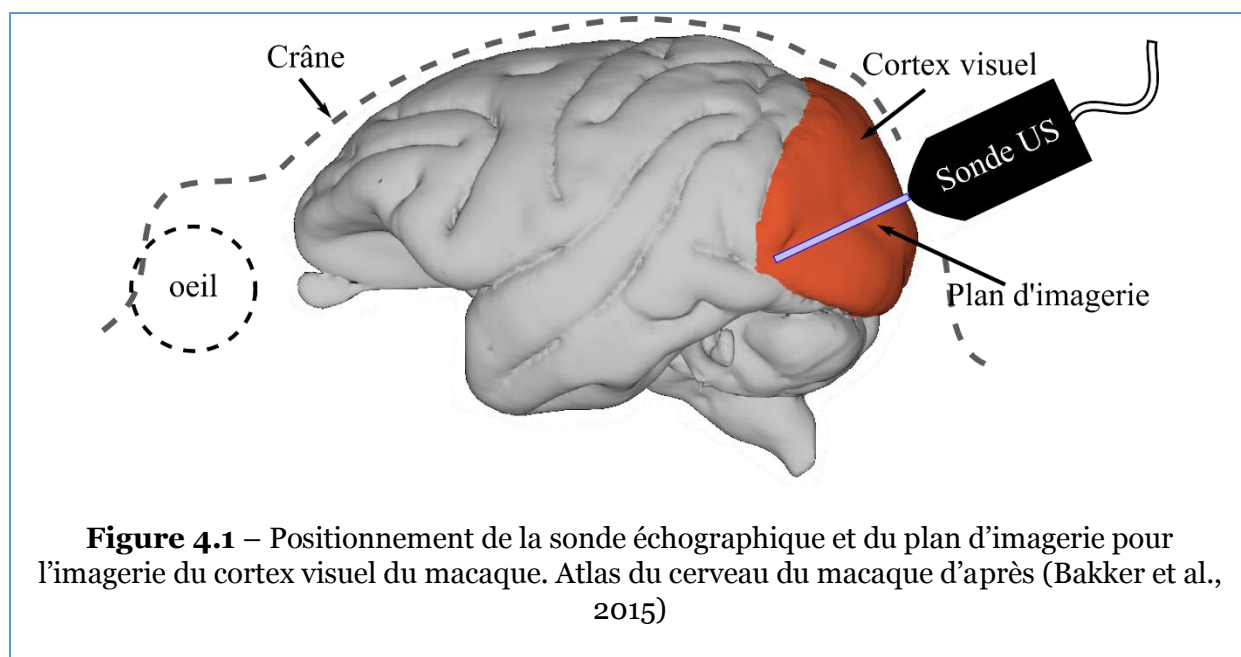 Crâne
Cortex visuel
Sonde US
oeil
Plan d'imagerie
Figure 4.1 – Positionnement de la sonde échographique et du plan d’imagerie pour
l’imagerie du cortex visuel du macaque. Atlas du cerveau du macaque d’après (Bakker et al.,
2015)